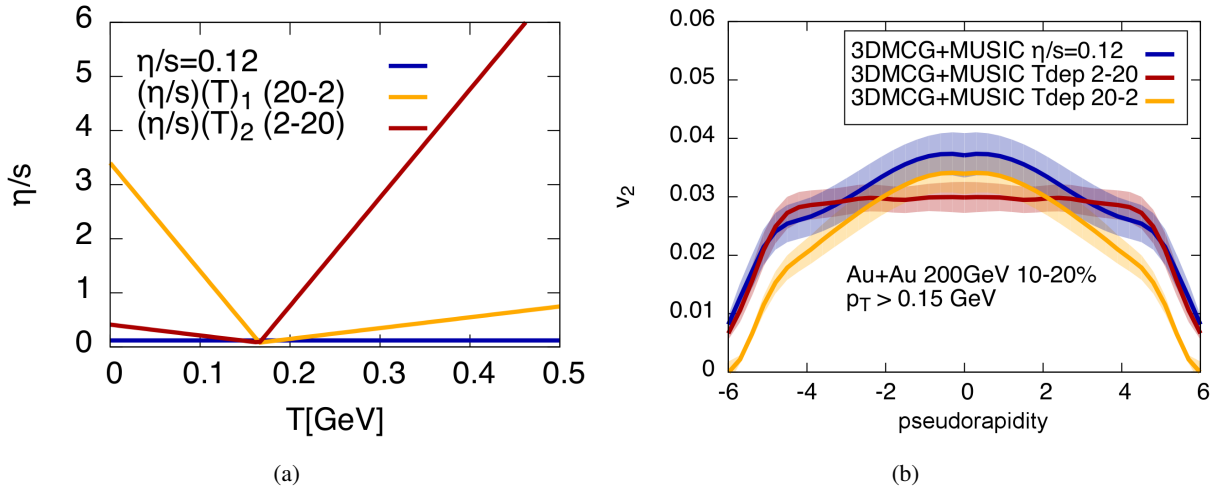 6
5
4
3
2
1
0
η/s
η/s=0.12
(η/s)(T)₁ (20-2)
(η/s)(T)₂ (2-20)
0
0.1
0.2
0.3
0.4
0.5
T[GeV]
(a)
0.06
0.05
0.04
0.03
0.02
0.01
0
v₂
3DMCG+MUSIC η/s=0.12
3DMCG+MUSIC Tdep 2-20
3DMCG+MUSIC Tdep 20-2
Au+Au 200GeV 10-20%
p_T > 0.15 GeV
-6
-4
-2
0
2
4
6
pseudorapidity
(b)